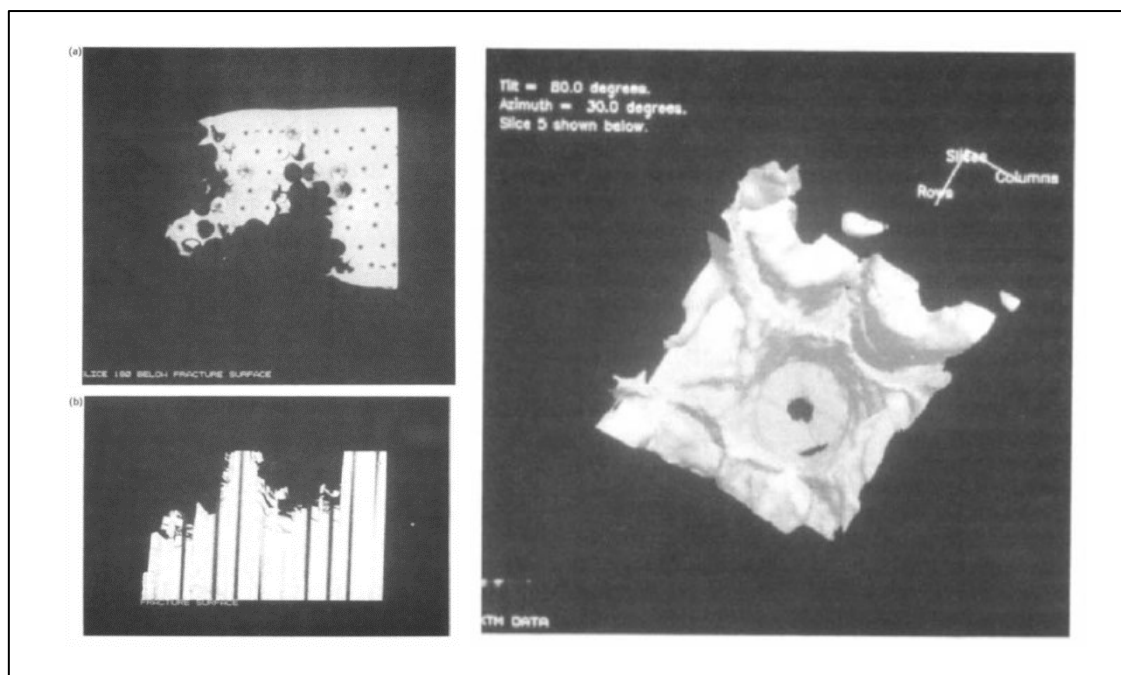 (a)
LICE 180 BELOW FRACTURE SURFACE
(b)
FRACTURE SURFACE
Tilt = 80.0 degrees.
Azimuth = 30.0 degrees.
Slice 5 shown below.
Slices
Rows
Columns
XTM DATA